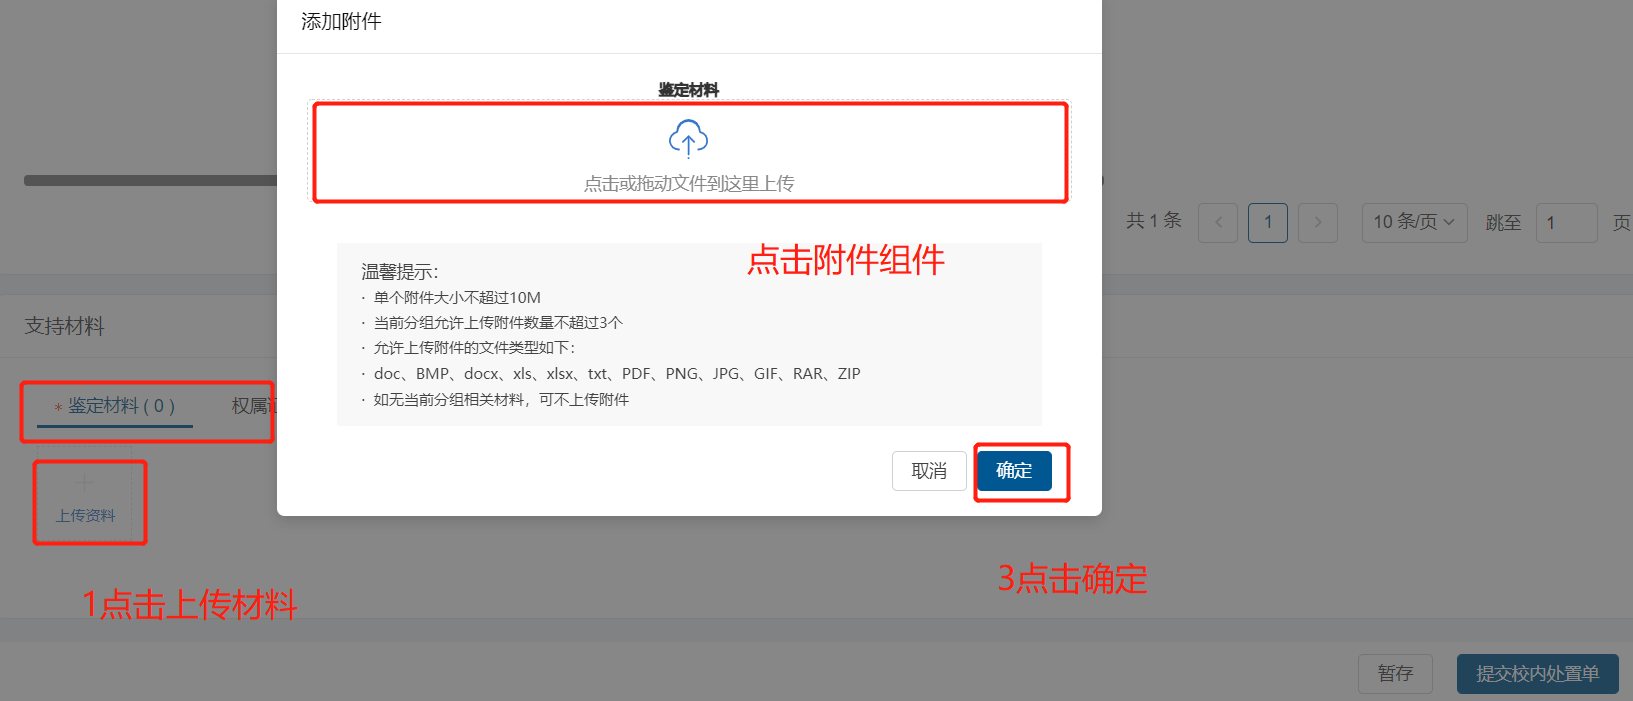 添加附件
鉴定材料
点击或拖动文件到这里上传
共 1 条
1
10 条/页
跳至
1
页
点击附件组件
温馨提示：
· 单个附件大小不超过10M
· 当前分组允许上传附件数量不超过3个
· 允许上传附件的文件类型如下：
· doc、BMP、docx、xls、xlsx、txt、PDF、PNG、JPG、GIF、RAR、ZIP
· 如无当前分组相关材料，可不上传附件
支持材料
* 鉴定材料 ( 0 )
权属
取消
确定
上传资料
1点击上传材料
3点击确定
暂存
提交校内处置单